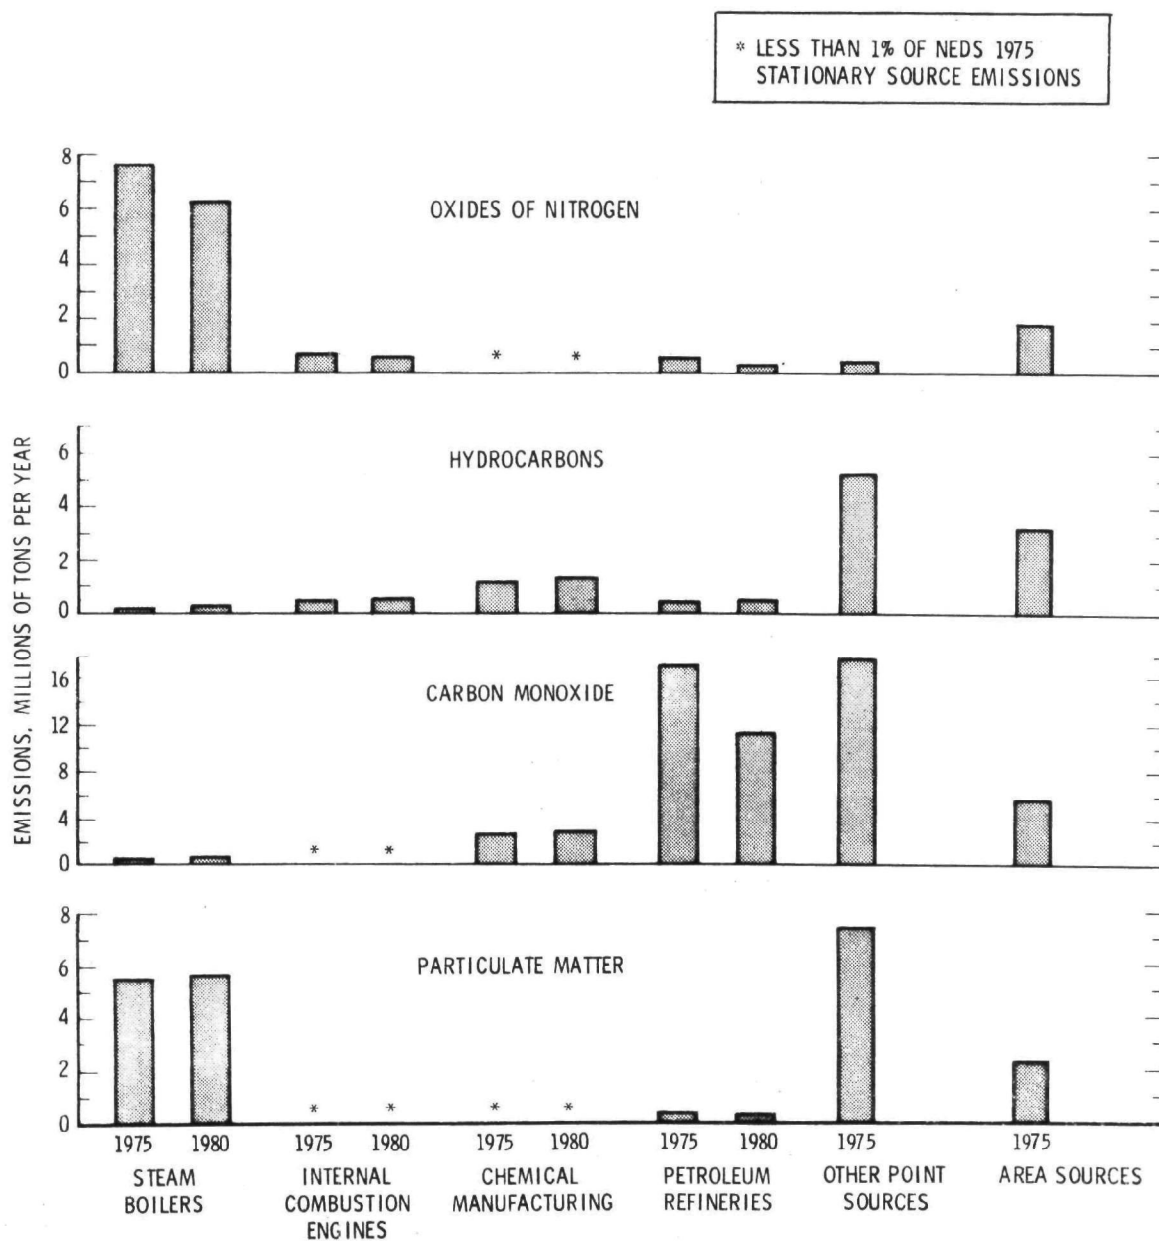 * LESS THAN 1% OF NEDS 1975
STATIONARY SOURCE EMISSIONS
EMISSIONS, MILLIONS OF TONS PER YEAR
OXIDES OF NITROGEN
8
6
4
2
0
* *
HYDROCARBONS
6
4
2
0
CARBON MONOXIDE
16
12
8
4
0
* *
PARTICULATE MATTER
8
6
4
2
0
* * * *
1975 1980 1975 1980 1975 1980 1975 1980 1975 1975
STEAM
BOILERS
INTERNAL
COMBUSTION
ENGINES
CHEMICAL
MANUFACTURING
PETROLEUM
REFINERIES
OTHER POINT
SOURCES
AREA SOURCES